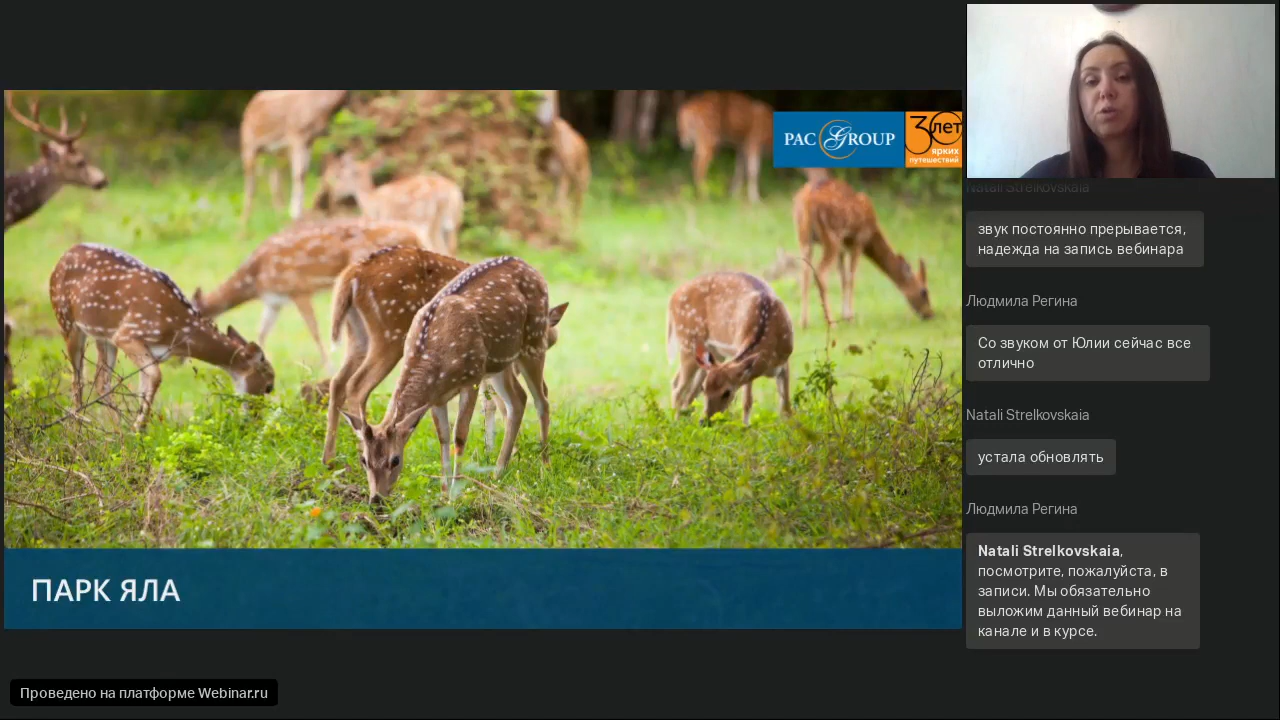 PAC GROUP
30 лет
ярких
путешествий
ПАРК ЯЛА
Проведено на платформе Webinar.ru
Natali Strelkovskaia
звук постоянно прерывается,
надежда на запись вебинара
Людмила Регина
Со звуком от Юлии сейчас все
отлично
Natali Strelkovskaia
устала обновлять
Людмила Регина
Natali Strelkovskaia,
посмотрите, пожалуйста, в
записи. Мы обязательно
выложим данный вебинар на
канале и в курсе.